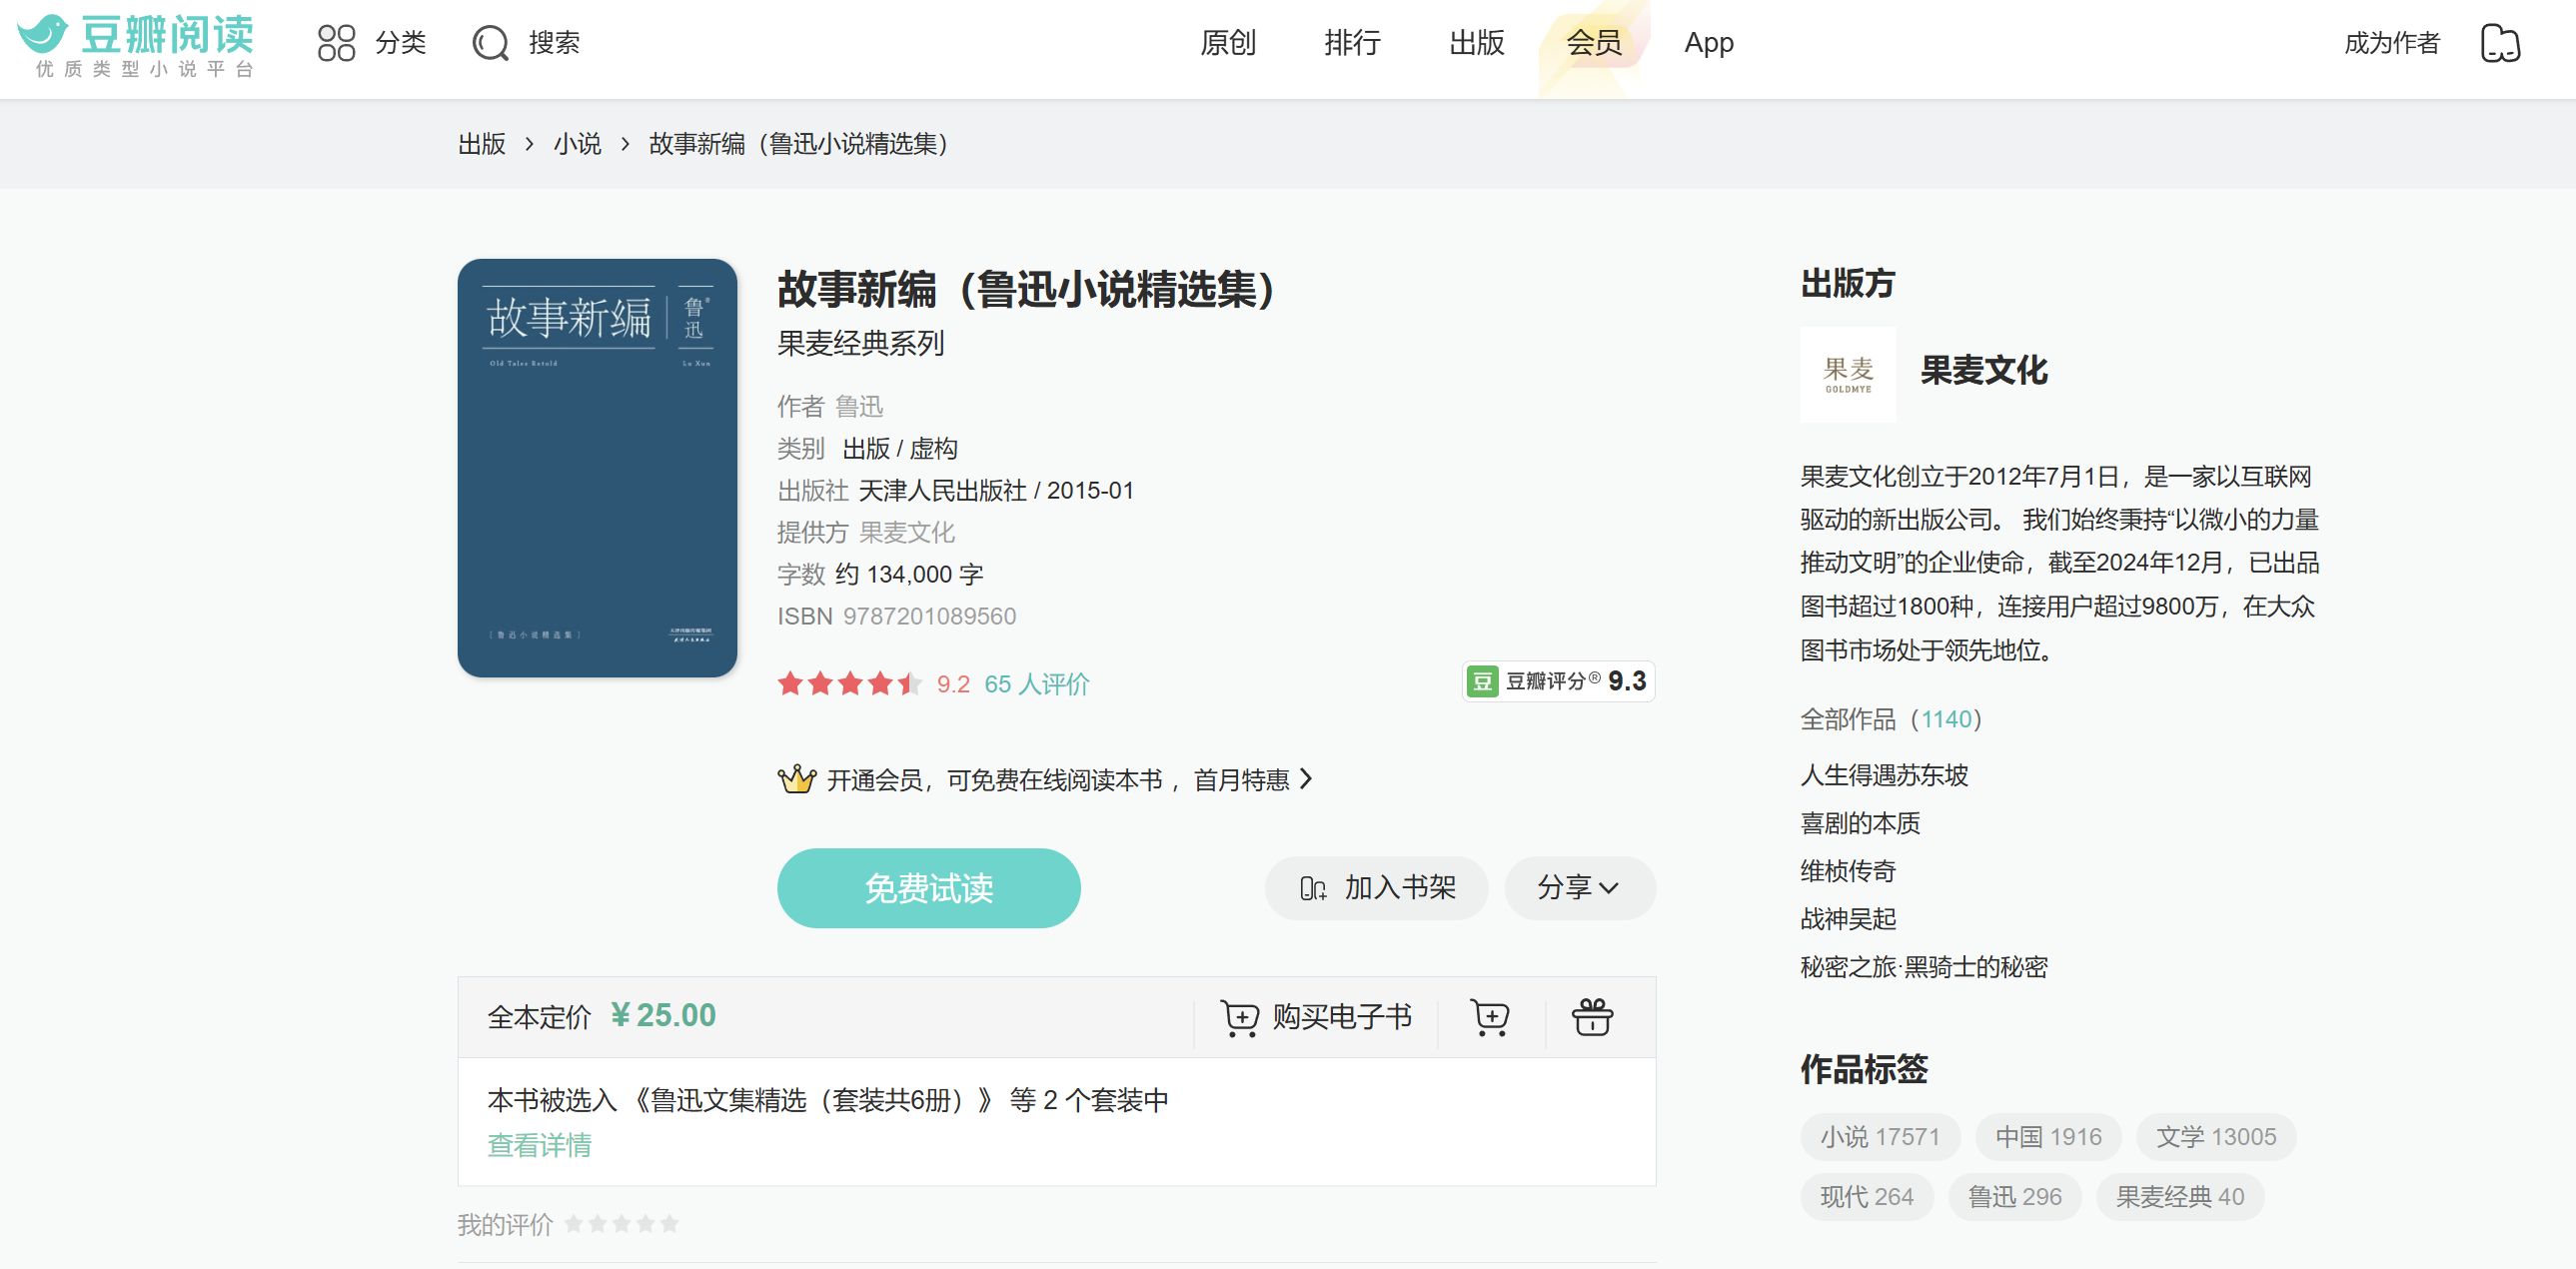 豆瓣阅读
优质类型小说平台
分类
搜索
原创
排行
出版
会员
App
成为作者
出版 › 小说 › 故事新编（鲁迅小说精选集）
故事新编
鲁迅
Old Tales Retold
Lu Xun
［鲁迅小说精选集］
故事新编（鲁迅小说精选集）
果麦经典系列
作者 鲁迅
类别 出版 / 虚构
出版社 天津人民出版社 / 2015-01
提供方 果麦文化
字数 约 134,000 字
ISBN 9787201089560
9.2 65 人评价
豆 豆瓣评分® 9.3
开通会员，可免费在线阅读本书 ，首月特惠
免费试读
加入书架
分享
全本定价 ¥ 25.00
购买电子书
本书被选入 《鲁迅文集精选（套装共6册）》 等 2 个套装中
查看详情
我的评价
出版方
果麦
GOLDMYE
果麦文化
果麦文化创立于2012年7月1日，是一家以互联网
驱动的新出版公司。 我们始终秉持“以微小的力量
推动文明”的企业使命，截至2024年12月，已出品
图书超过1800种，连接用户超过9800万，在大众
图书市场处于领先地位。
全部作品（1140）
人生得遇苏东坡
喜剧的本质
维桢传奇
战神吴起
秘密之旅·黑骑士的秘密
作品标签
小说 17571
中国 1916
文学 13005
现代 264
鲁迅 296
果麦经典 40